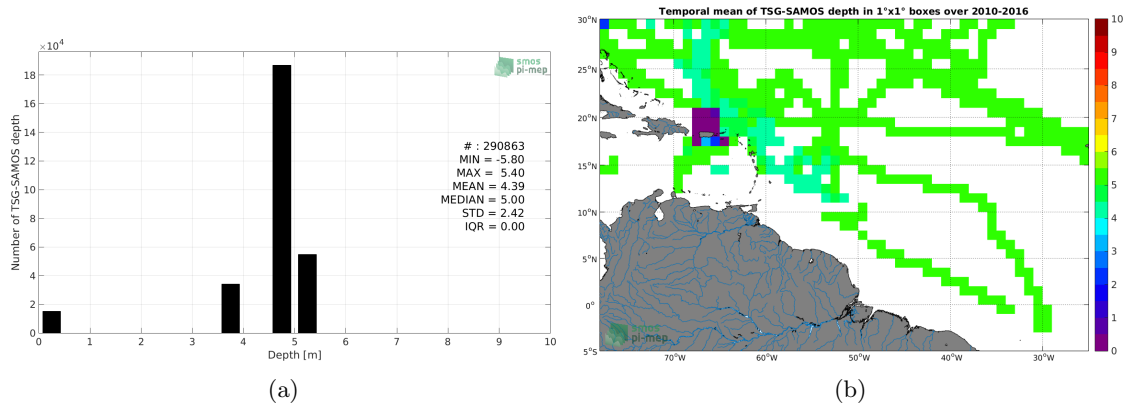 ×10⁴
18
16
14
12
10
8
6
4
2
0
Number of TSG-SAMOS depth
0 1 2 3 4 5 6 7 8 9 10
Depth [m]
smos
pi-mep
# : 290863
MIN = -5.80
MAX = 5.40
MEAN = 4.39
MEDIAN = 5.00
STD = 2.42
IQR = 0.00
(a)
Temporal mean of TSG-SAMOS depth in 1°x1° boxes over 2010-2016
30°N
25°N
20°N
15°N
10°N
5°N
0°
5°S
70°W 60°W 50°W 40°W 30°W
smos
pi-mep
10
9
8
7
6
5
4
3
2
1
0
(b)